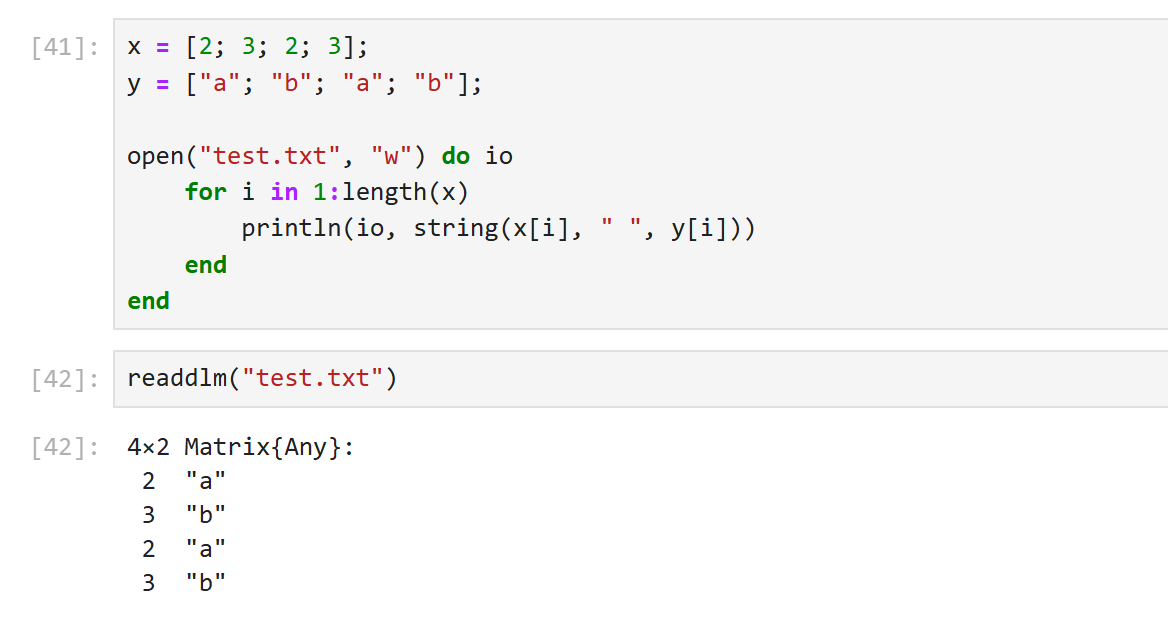 [41]: x = [2; 3; 2; 3];
y = ["a"; "b"; "a"; "b"];
open("test.txt", "w") do io
    for i in 1:length(x)
        println(io, string(x[i], " ", y[i]))
    end
end
[42]: readdlm("test.txt")
[42]: 4×2 Matrix{Any}:
 2  "a"
 3  "b"
 2  "a"
 3  "b"